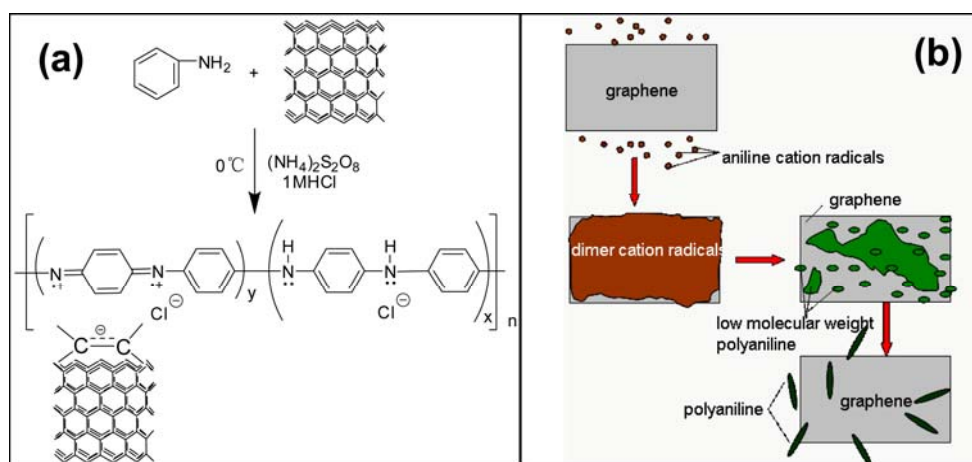 (a)
NH2
+
0℃
(NH4)2S2O8
1MHCl
H
H
N
N
N
N
y
x
n
Cl⊖
Cl⊖
⊖
C C
(b)
graphene
aniline cation radicals
graphene
dimer cation radicals
low molecular weight
polyaniline
polyaniline
graphene